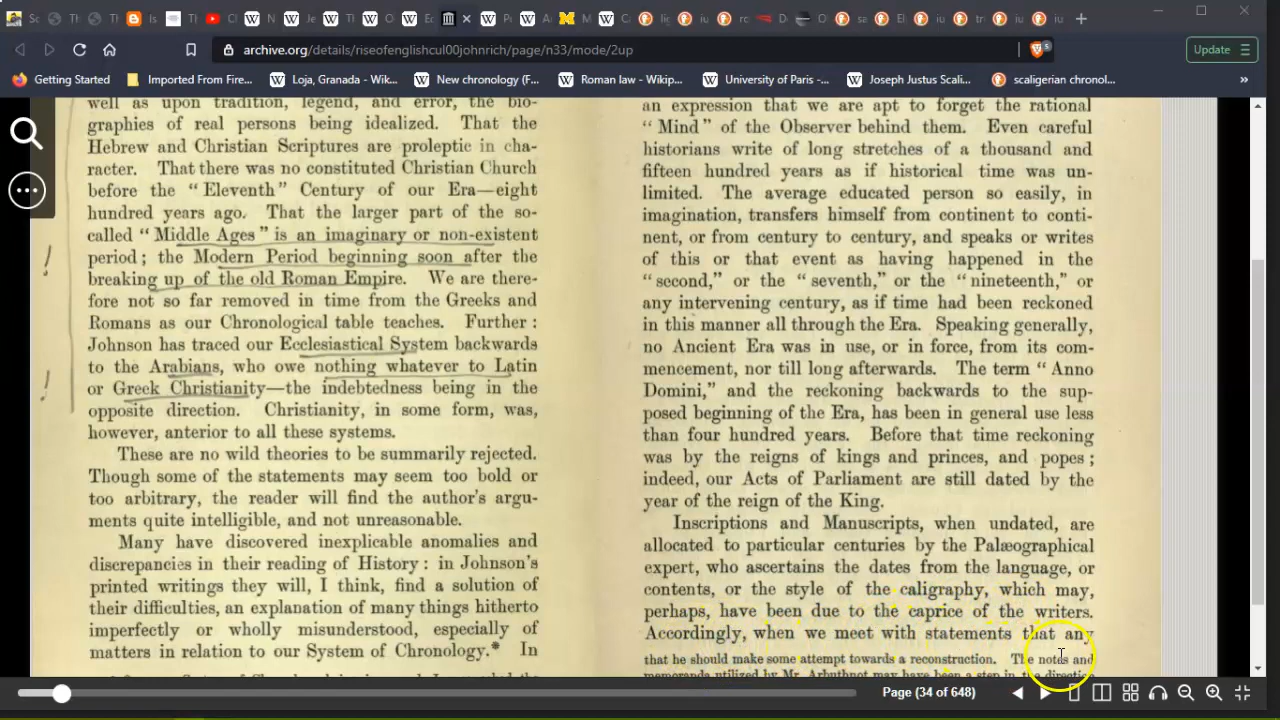 archive.org/details/riseofenglishcul00johnrich/page/n33/mode/2up
5
Update
Getting Started
Imported From Fire...
Loja, Granada - Wik...
New chronology (F...
Roman law - Wikip...
University of Paris -...
Joseph Justus Scali...
scaligerian chronol...
»
well as upon tradition, legend, and error, the bio-
graphies of real persons being idealized. That the
Hebrew and Christian Scriptures are proleptic in cha-
racter. That there was no constituted Christian Church
before the “Eleventh” Century of our Era—eight
hundred years ago. That the larger part of the so-
called “Middle Ages” is an imaginary or non-existent
period; the Modern Period beginning soon after the
breaking up of the old Roman Empire. We are there-
fore not so far removed in time from the Greeks and
Romans as our Chronological table teaches. Further:
Johnson has traced our Ecclesiastical System backwards
to the Arabians, who owe nothing whatever to Latin
or Greek Christianity—the indebtedness being in the
opposite direction. Christianity, in some form, was,
however, anterior to all these systems.
These are no wild theories to be summarily rejected.
Though some of the statements may seem too bold or
too arbitrary, the reader will find the author's argu-
ments quite intelligible, and not unreasonable.
Many have discovered inexplicable anomalies and
discrepancies in their reading of History: in Johnson's
printed writings they will, I think, find a solution of
their difficulties, an explanation of many things hitherto
imperfectly or wholly misunderstood, especially of
matters in relation to our System of Chronology.* In
an expression that we are apt to forget the rational
“Mind” of the Observer behind them. Even careful
historians write of long stretches of a thousand and
fifteen hundred years as if historical time was un-
limited. The average educated person so easily, in
imagination, transfers himself from continent to conti-
nent, or from century to century, and speaks or writes
of this or that event as having happened in the
“second,” or the “seventh,” or the “nineteenth,” or
any intervening century, as if time had been reckoned
in this manner all through the Era. Speaking generally,
no Ancient Era was in use, or in force, from its com-
mencement, nor till long afterwards. The term “Anno
Domini,” and the reckoning backwards to the sup-
posed beginning of the Era, has been in general use less
than four hundred years. Before that time reckoning
was by the reigns of kings and princes, and popes;
indeed, our Acts of Parliament are still dated by the
year of the reign of the King.
Inscriptions and Manuscripts, when undated, are
allocated to particular centuries by the Palæographical
expert, who ascertains the dates from the language, or
contents, or the style of the caligraphy, which may,
perhaps, have been due to the caprice of the writers.
Accordingly, when we meet with statements that any
that he should make some attempt towards a reconstruction. The notes and
memoranda utilized by Mr. Arbuthnot may have been a step in the direction
Page (34 of 648)